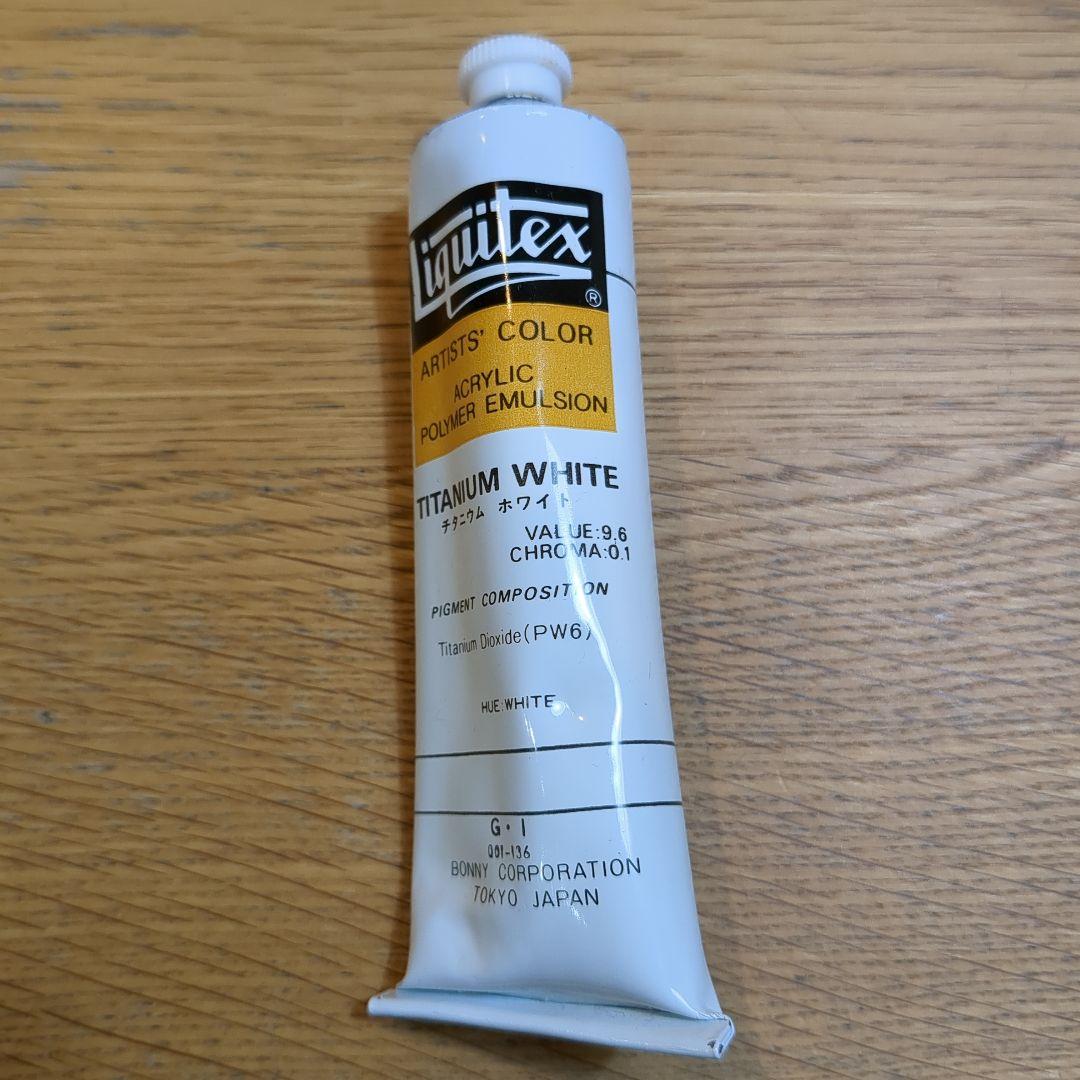 Liquitex ®
ARTISTS' COLOR
ACRYLIC
POLYMER EMULSION
TITANIUM WHITE
チタニウム ホワイト
VALUE:9.6
CHROMA:0.1
PIGMENT COMPOSITION
Titanium Dioxide(PW6)
HUE:WHITE
G・1
001-136
BONNY CORPORATION
TOKYO JAPAN